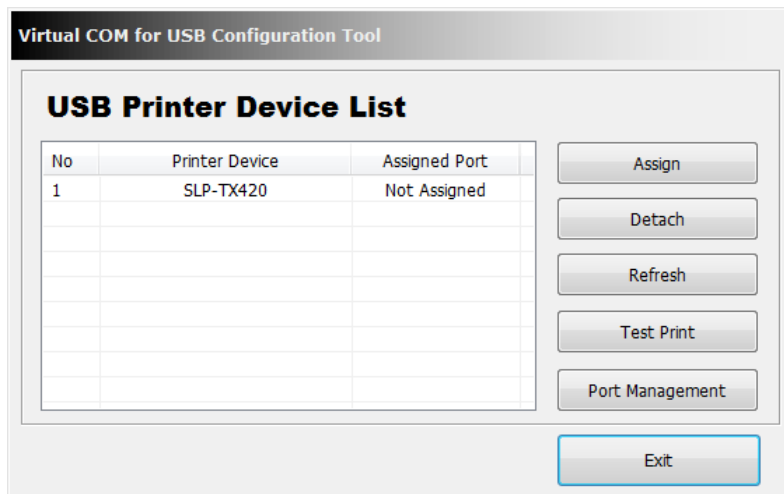 Virtual COM for USB Configuration Tool
USB Printer Device List
No Printer Device Assigned Port
1 SLP-TX420 Not Assigned
Assign
Detach
Refresh
Test Print
Port Management
Exit